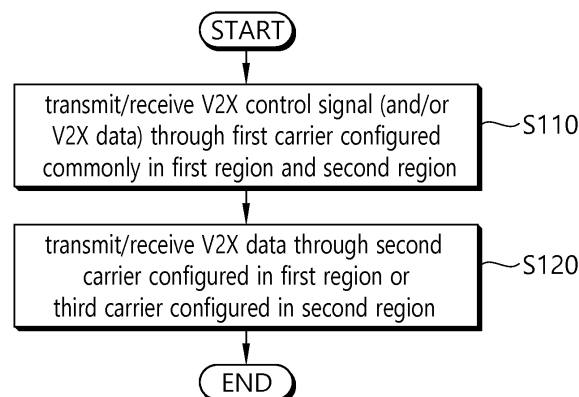 START
transmit/receive V2X control signal (and/or
V2X data) through first carrier configured
commonly in first region and second region
S110
transmit/receive V2X data through second
carrier configured in first region or
third carrier configured in second region
S120
END